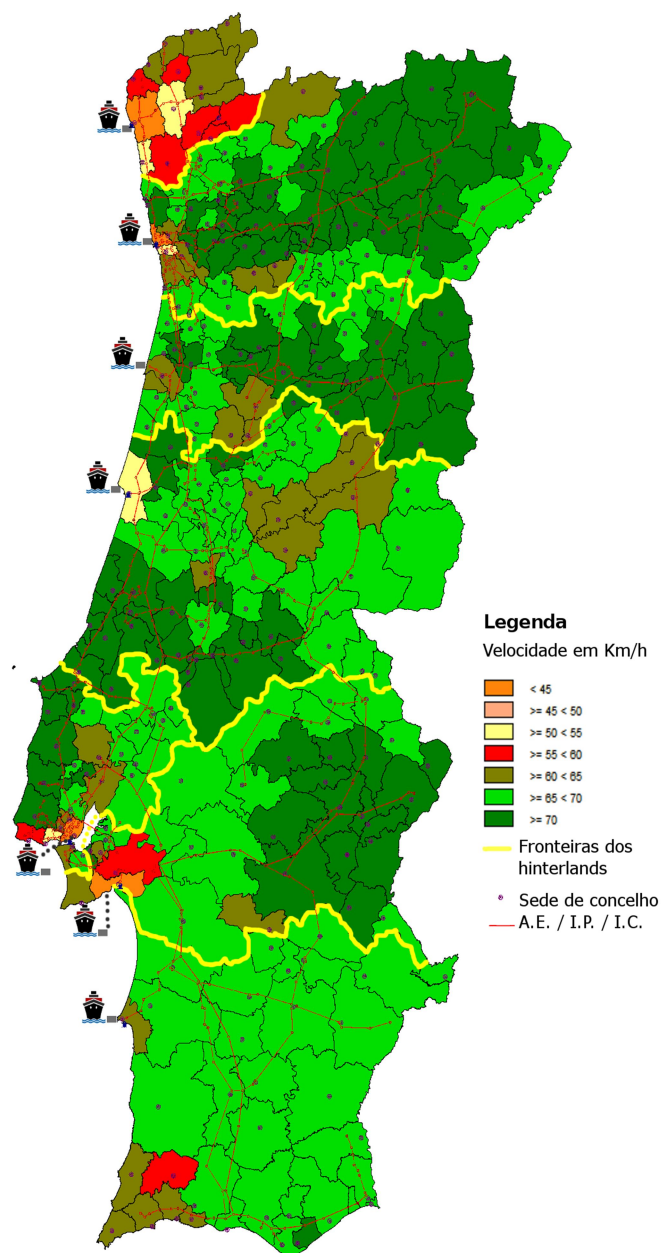 Legenda
Velocidade em Km/h
< 45
>= 45 < 50
>= 50 < 55
>= 55 < 60
>= 60 < 65
>= 65 < 70
>= 70
Fronteiras dos
hinterlands
Sede de concelho
A.E. / I.P. / I.C.